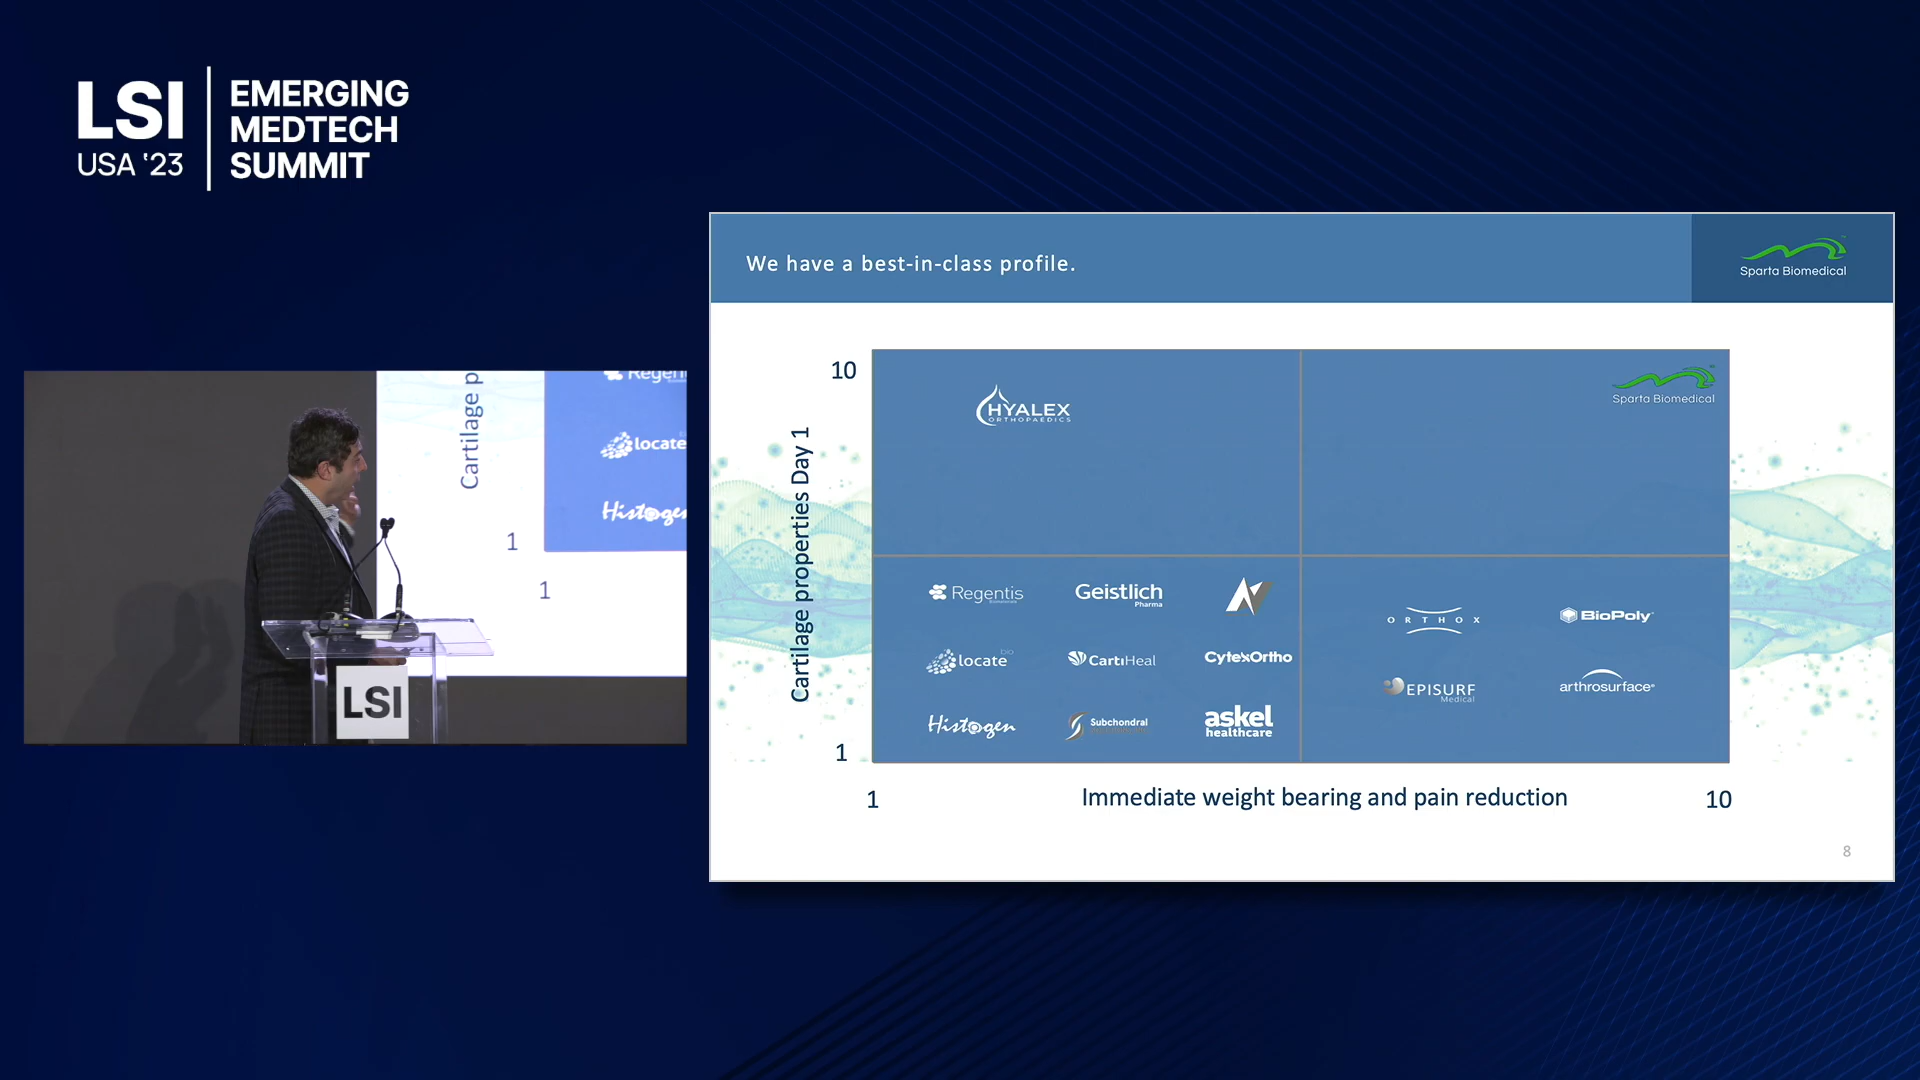 LSI
USA '23
EMERGING
MEDTECH
SUMMIT
We have a best-in-class profile.
Sparta Biomedical
Cartilage p
Regen
locate
Histogen
1
1
LSI
10
Cartilage properties Day 1
1
HYALEX
ORTHOPAEDICS
Sparta Biomedical
Regentis
Geistlich
Pharma
locate bio
CartiHeal
CytexOrtho
Histogen
Subchondral
askel
healthcare
ORTHOX
BioPoly
EPISURF
Medical
arthrosurface®
1
Immediate weight bearing and pain reduction
10
8